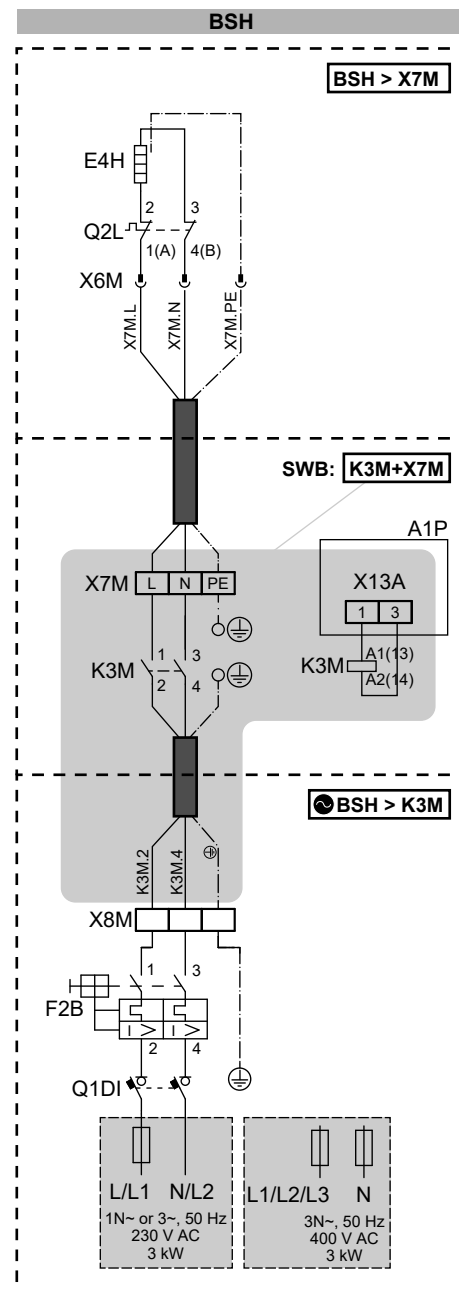 BSH
BSH > X7M
E4H
2 3
Q2L
1(A) 4(B)
X6M
X7M.L
X7M.N
X7M.PE
SWB: K3M+X7M
A1P
X7M L N PE
X13A
1 3
K3M 1 3
2 4
K3M A1(13)
A2(14)
BSH > K3M
K3M.2
K3M.4
X8M
1 3
F2B
I > I >
2 4
Q1DI
L/L1 N/L2
1N~ or 3~, 50 Hz
230 V AC
3 kW
L1/L2/L3 N
3N~, 50 Hz
400 V AC
3 kW